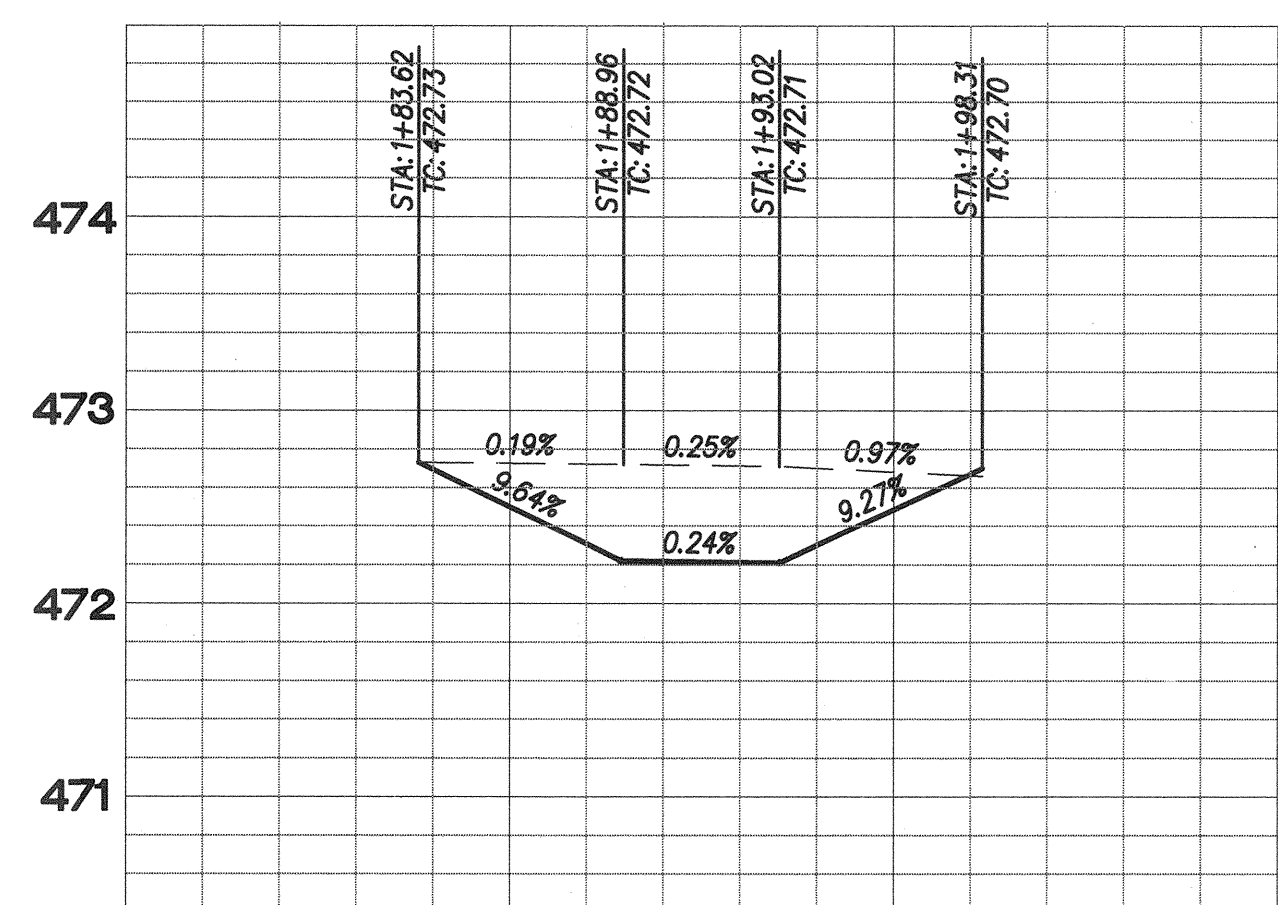 STA: 1+83.62
TC: 472.73
STA: 1+88.96
TC: 472.72
STA: 1+93.02
TC: 472.71
STA: 1+98.31
TC: 472.70
474
473
0.19%
0.25%
0.97%
9.64%
9.27%
0.24%
472
471